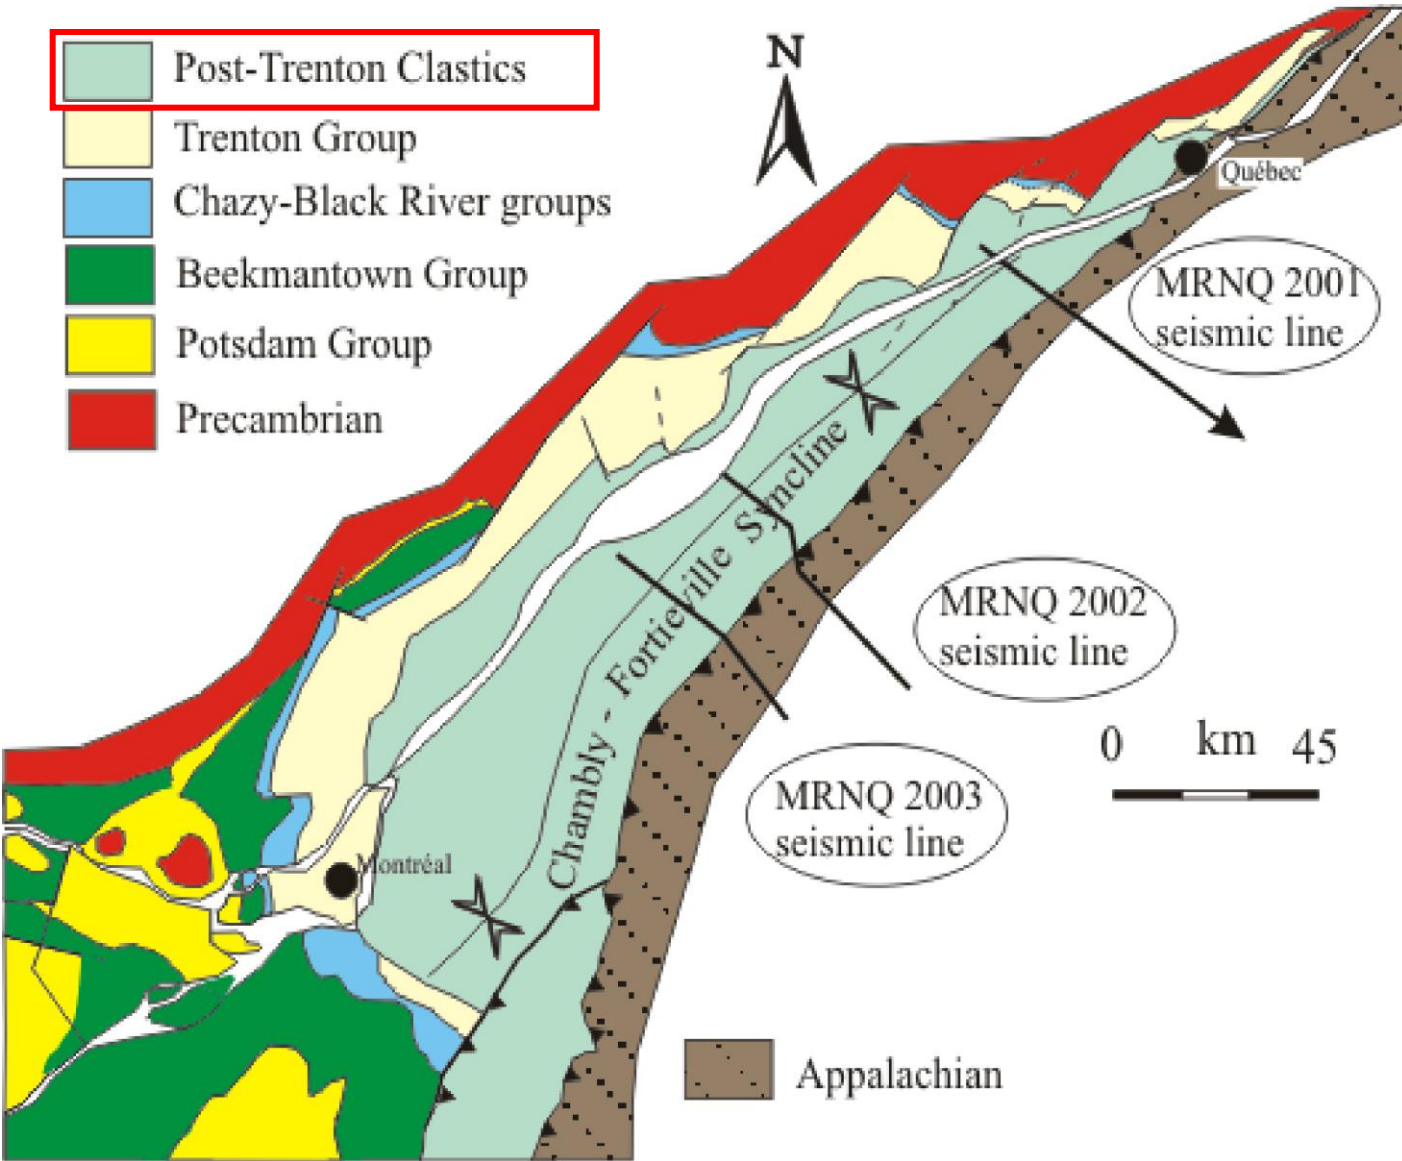 Post-Trenton Clastics
Trenton Group
Chazy-Black River groups
Beekmantown Group
Potsdam Group
Precambrian
N
Québec
MRNQ 2001
seismic line
MRNQ 2002
seismic line
MRNQ 2003
seismic line
Chambly - Fortieville Syncline
0 km 45
Montréal
Appalachian